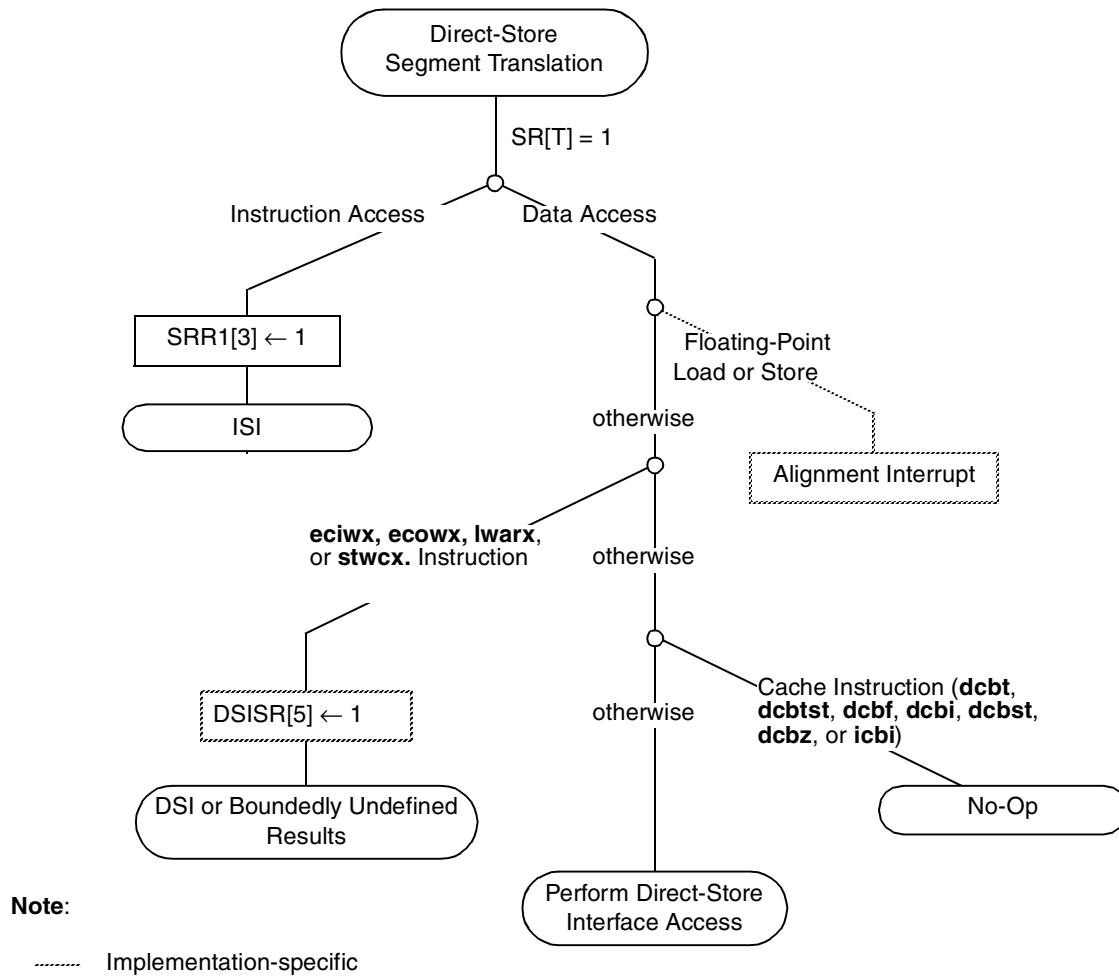 Direct-Store
Segment Translation
SR[T] = 1
Instruction Access
Data Access
SRR1[3] ← 1
ISI
Floating-Point
Load or Store
otherwise
Alignment Interrupt
eciwx, ecowx, lwarx,
or stwcx. Instruction
otherwise
DSISR[5] ← 1
otherwise
Cache Instruction (dcbt,
dcbtst, dcbf, dcbi, dcbst,
dcbz, or icbi)
DSI or Boundedly Undefined
Results
No-Op
Perform Direct-Store
Interface Access
Note:
Implementation-specific